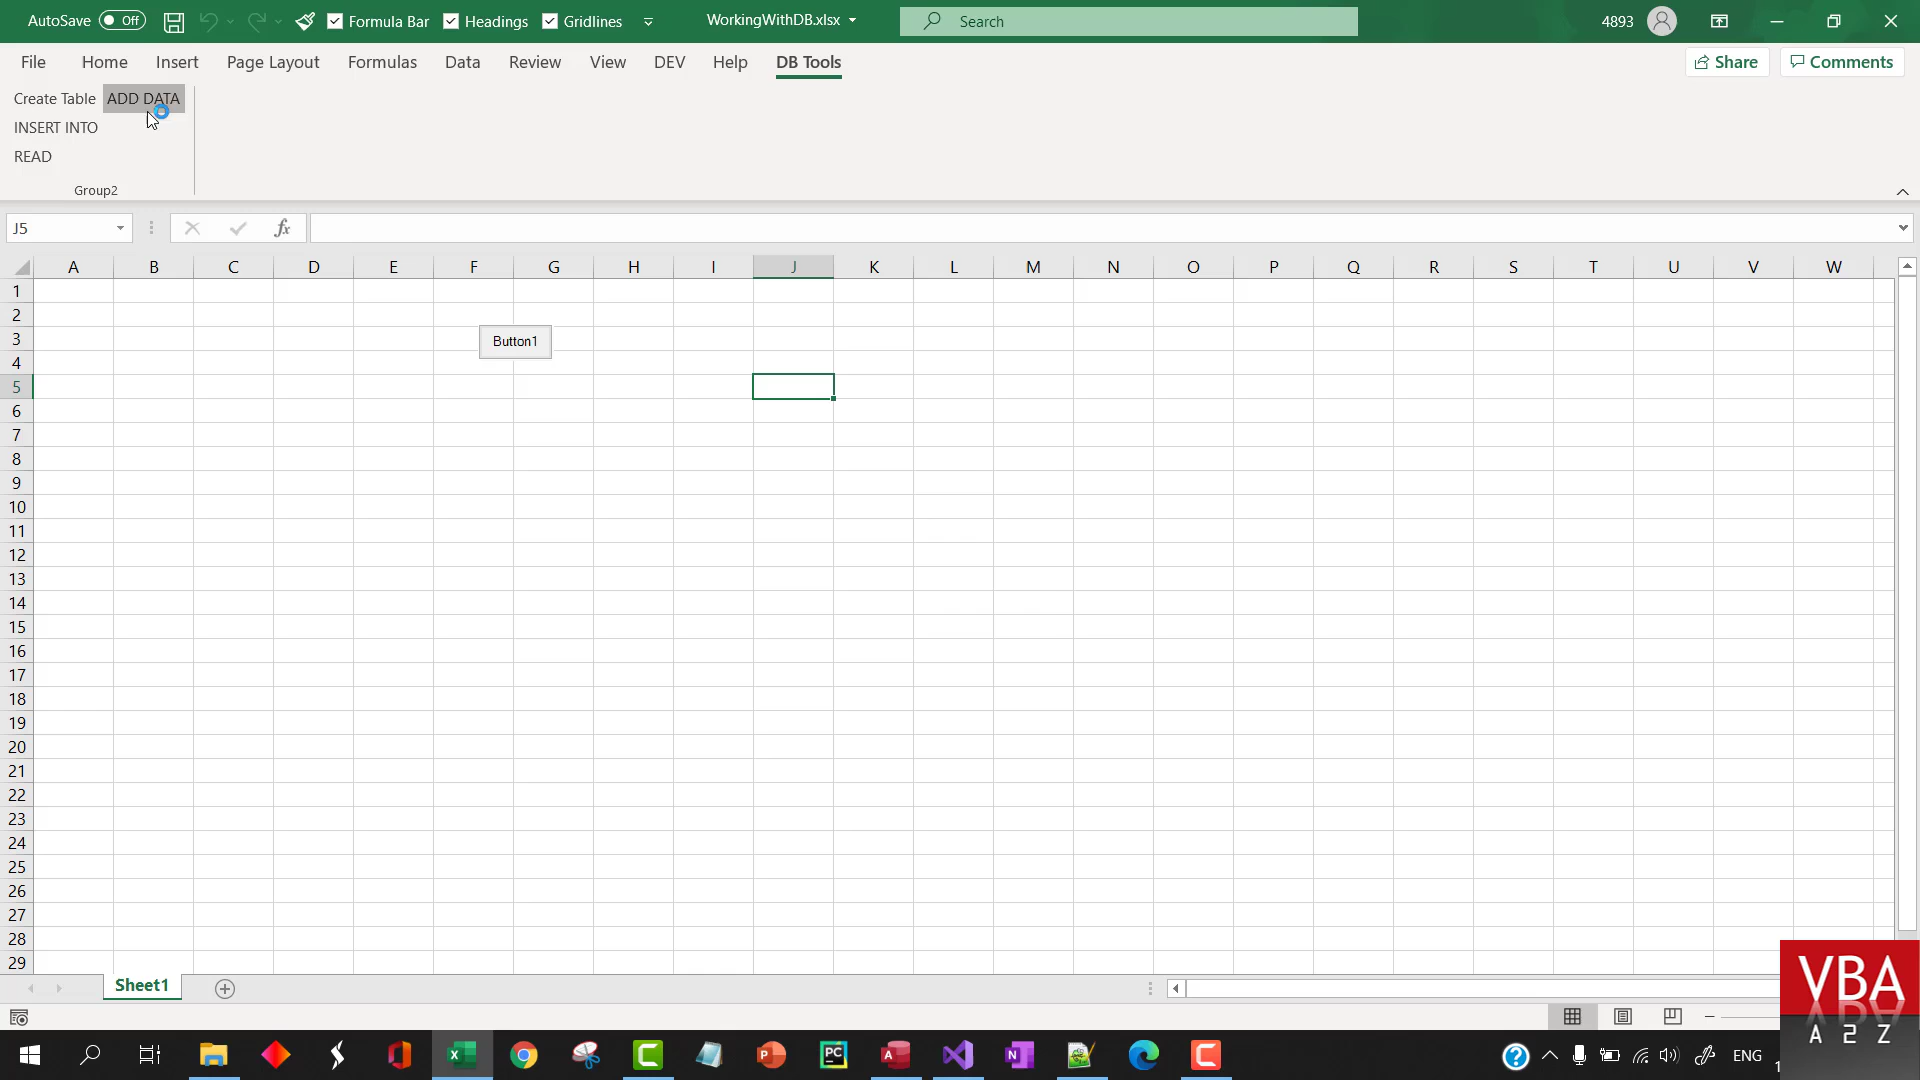 AutoSave Off Formula Bar Headings Gridlines WorkingWithDB.xlsx Search 4893
File Home Insert Page Layout Formulas Data Review View DEV Help DB Tools Share Comments
Create Table ADD DATA
INSERT INTO
READ
Group2
J5 fx
A B C D E F G H I J K L M N O P Q R S T U V W
1
2
3
Button1
4
5
6
7
8
9
10
11
12
13
14
15
16
17
18
19
20
21
22
23
24
25
26
27
28
29
Sheet1
VBA
A2Z
ENG